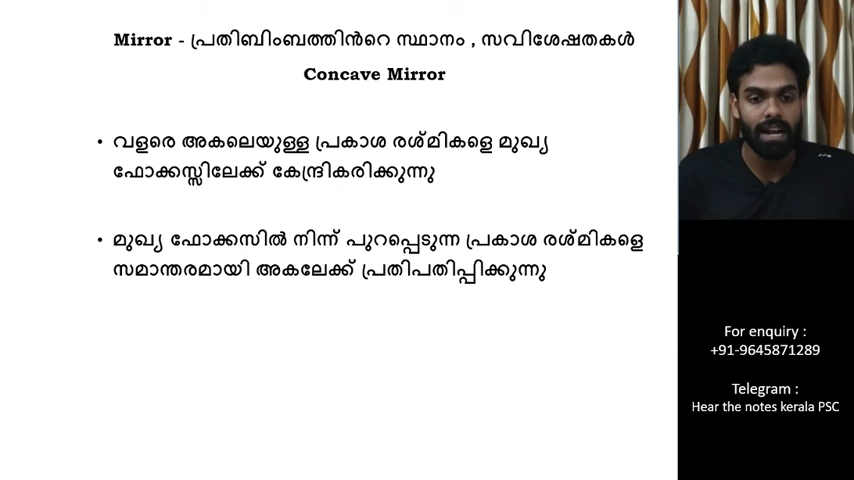 Mirror - പ്രതിബിംബത്തിൻറെ സ്ഥാനം , സവിശേഷതകൾ
Concave Mirror
• വളരെ അകലെയുള്ള പ്രകാശ രശ്മികളെ മുഖ്യ
ഫോക്കസ്സിലേക്ക് കേന്ദ്രികരിക്കുന്നു
• മുഖ്യ ഫോക്കസിൽ നിന്ന് പുറപ്പെടുന്ന പ്രകാശ രശ്മികളെ
സമാന്തരമായി അകലേക്ക് പ്രതിപതിപ്പിക്കുന്നു
For enquiry :
+91-9645871289
Telegram :
Hear the notes kerala PSC